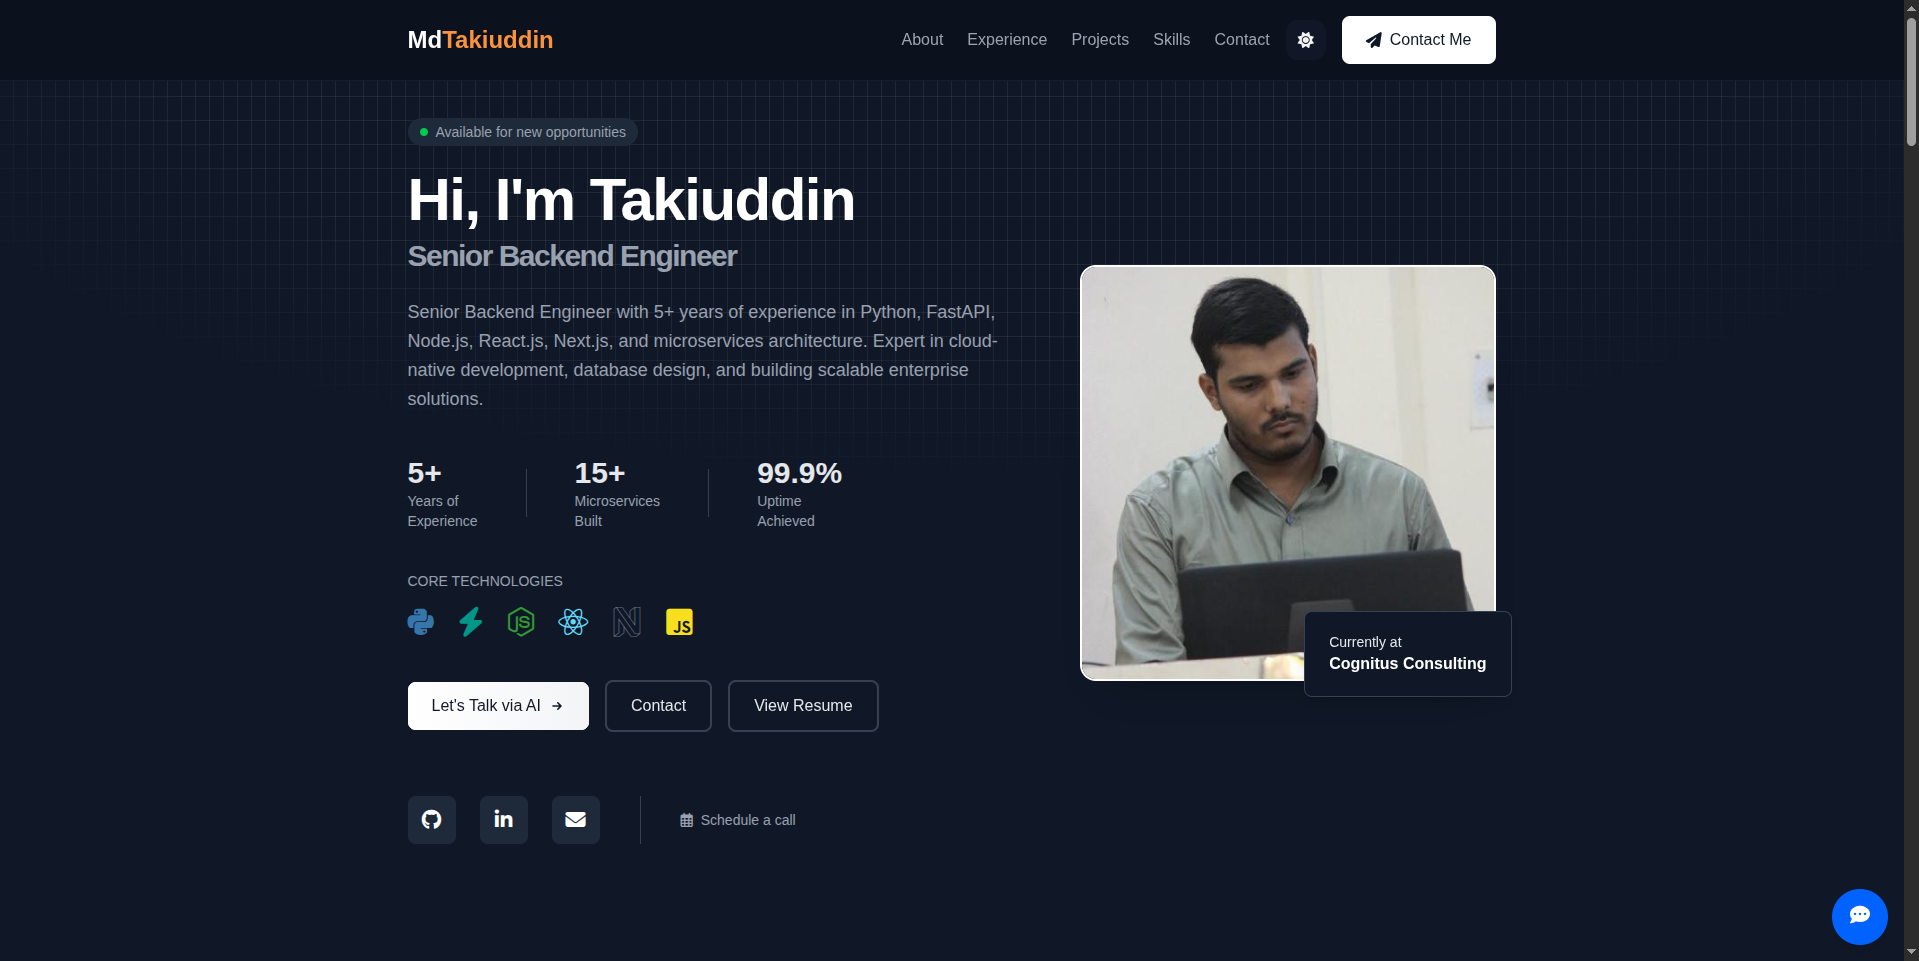 MdTakiuddin
About
Experience
Projects
Skills
Contact
Contact Me
Available for new opportunities
Hi, I'm Takiuddin
Senior Backend Engineer
Senior Backend Engineer with 5+ years of experience in Python, FastAPI,
Node.js, React.js, Next.js, and microservices architecture. Expert in cloud-
native development, database design, and building scalable enterprise
solutions.
5+
Years of
Experience
15+
Microservices
Built
99.9%
Uptime
Achieved
CORE TECHNOLOGIES
JS
N
JS
Let's Talk via AI
Contact
View Resume
in
Schedule a call
Currently at
Cognitus Consulting